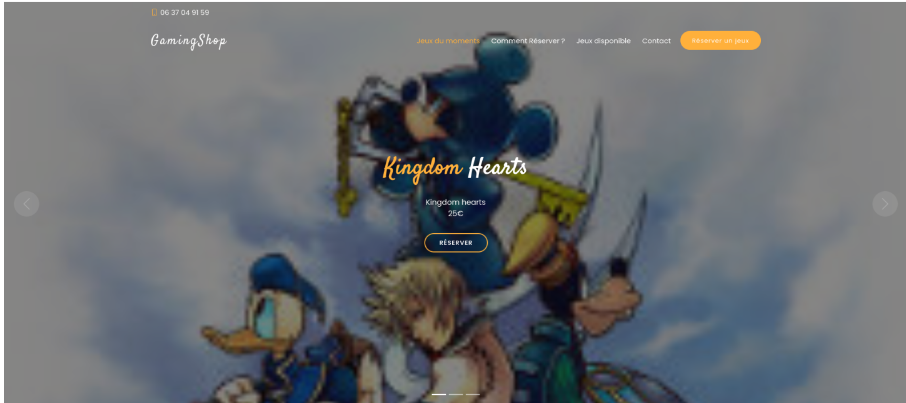 06 37 04 91 59
GamingShop
Jeux du moments Comment Réserver ? Jeux disponible Contact Réserver un jeux
Kingdom Hearts
Kingdom hearts
25€
RÉSERVER